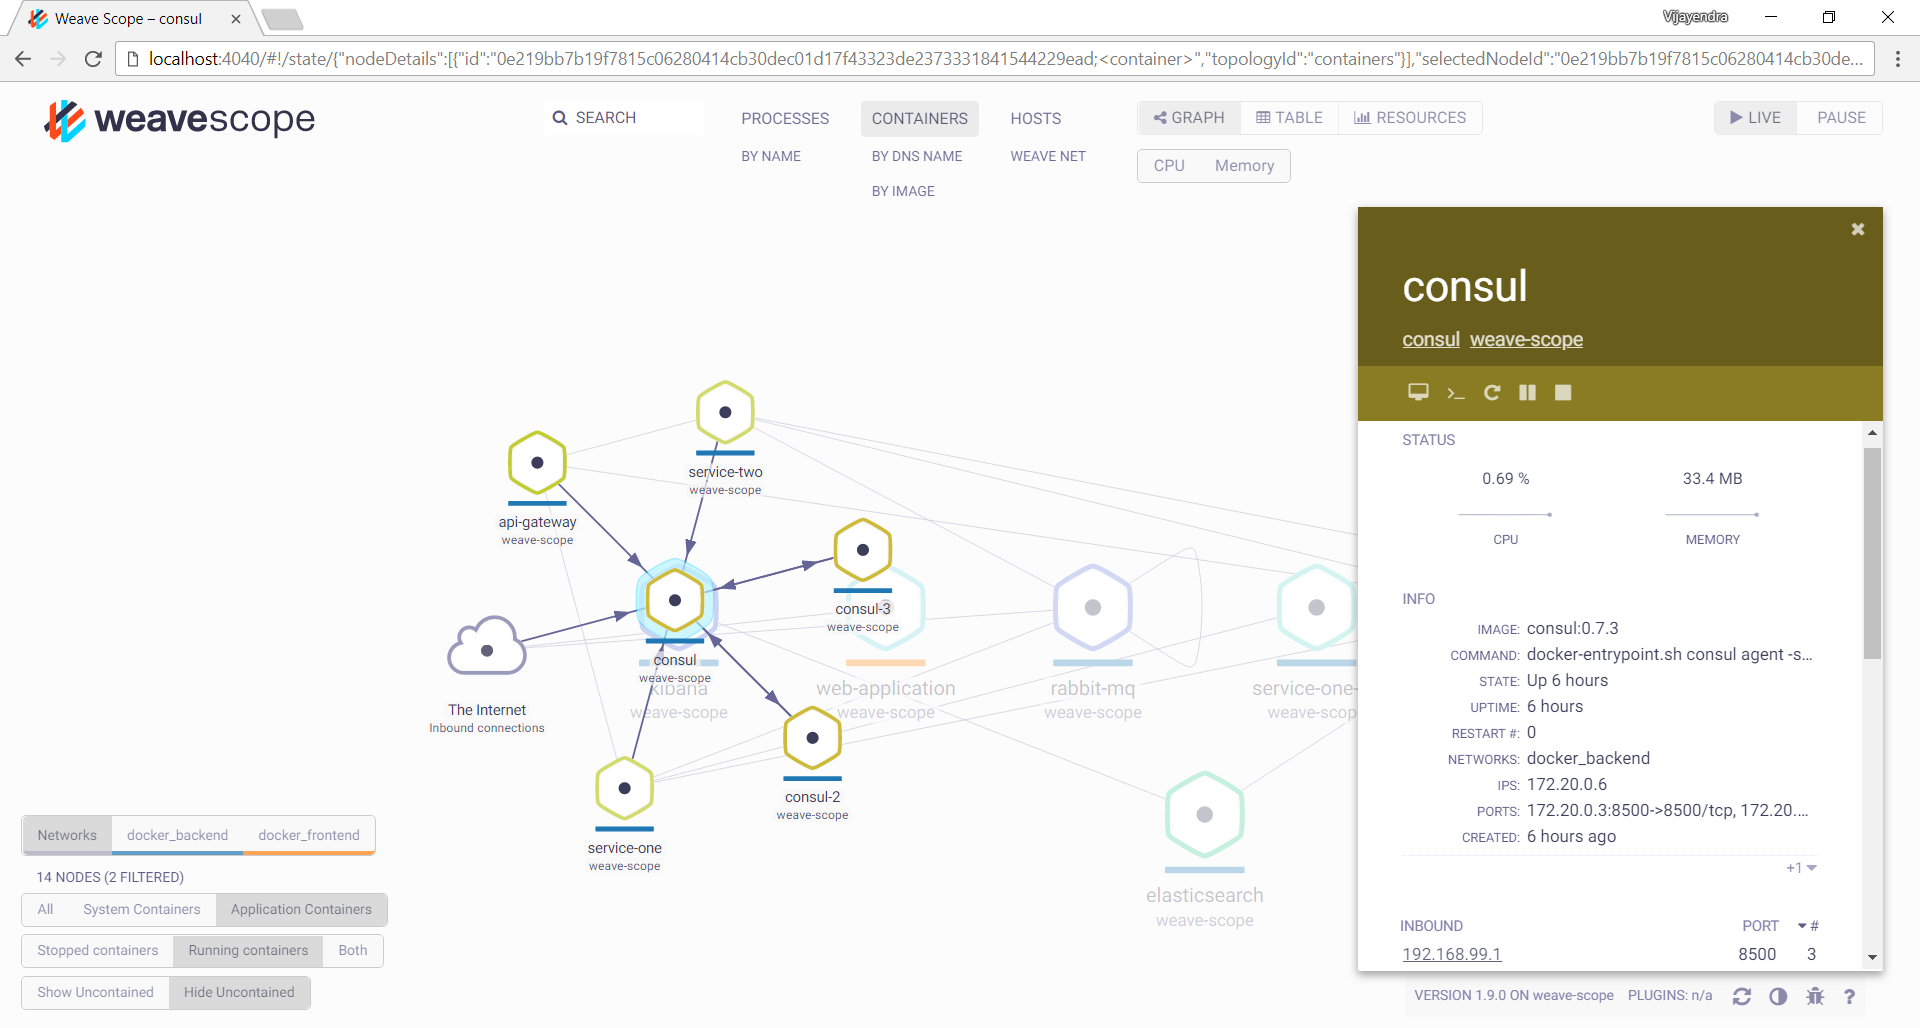 Weave Scope – consul
Vijayendra
localhost:4040/#!/state/{"nodeDetails":[{"id":"0e219bb7b19f7815c06280414cb30dec01d17f43323de2373331841544229ead;<container>","topologyId":"containers"}],"selectedNodeId":"0e219bb7b19f7815c06280414cb30de...
weavescope
SEARCH
PROCESSES
CONTAINERS
HOSTS
GRAPH
TABLE
RESOURCES
LIVE
PAUSE
BY NAME
BY DNS NAME
WEAVE NET
CPU
Memory
BY IMAGE
consul
consul weave-scope
STATUS
0.69 %
33.4 MB
CPU
MEMORY
INFO
IMAGE: consul:0.7.3
COMMAND: docker-entrypoint.sh consul agent -s...
STATE: Up 6 hours
UPTIME: 6 hours
RESTART #: 0
NETWORKS: docker_backend
IPS: 172.20.0.6
PORTS: 172.20.0.3:8500->8500/tcp, 172.20....
CREATED: 6 hours ago
+1
INBOUND PORT #
192.168.99.1 8500 3
service-two
weave-scope
api-gateway
weave-scope
consul-3
weave-scope
consul
weave-scope
kibana
weave-scope
web-application
weave-scope
rabbit-mq
weave-scope
service-one-
weave-scop
The Internet
Inbound connections
consul-2
weave-scope
service-one
weave-scope
elasticsearch
weave-scope
Networks
docker_backend
docker_frontend
14 NODES (2 FILTERED)
All
System Containers
Application Containers
Stopped containers
Running containers
Both
Show Uncontained
Hide Uncontained
VERSION 1.9.0 ON weave-scope PLUGINS: n/a
?